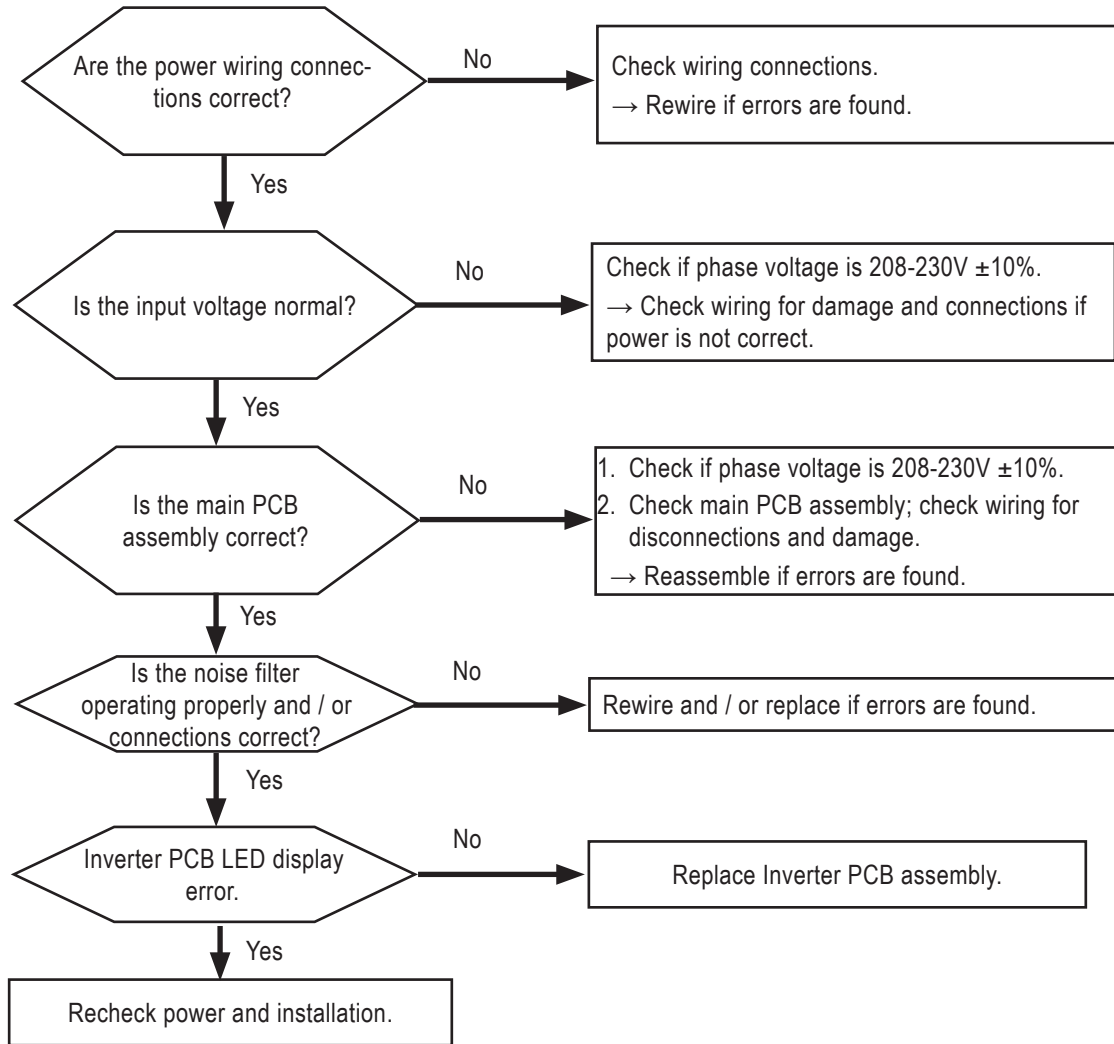 Are the power wiring connec-
tions correct?
No
Check wiring connections.
→ Rewire if errors are found.
Yes
Is the input voltage normal?
No
Check if phase voltage is 208-230V ±10%.
→ Check wiring for damage and connections if
power is not correct.
Yes
Is the main PCB
assembly correct?
No
1. Check if phase voltage is 208-230V ±10%.
2. Check main PCB assembly; check wiring for
disconnections and damage.
→ Reassemble if errors are found.
Yes
Is the noise filter
operating properly and / or
connections correct?
No
Rewire and / or replace if errors are found.
Yes
Inverter PCB LED display
error.
No
Replace Inverter PCB assembly.
Yes
Recheck power and installation.